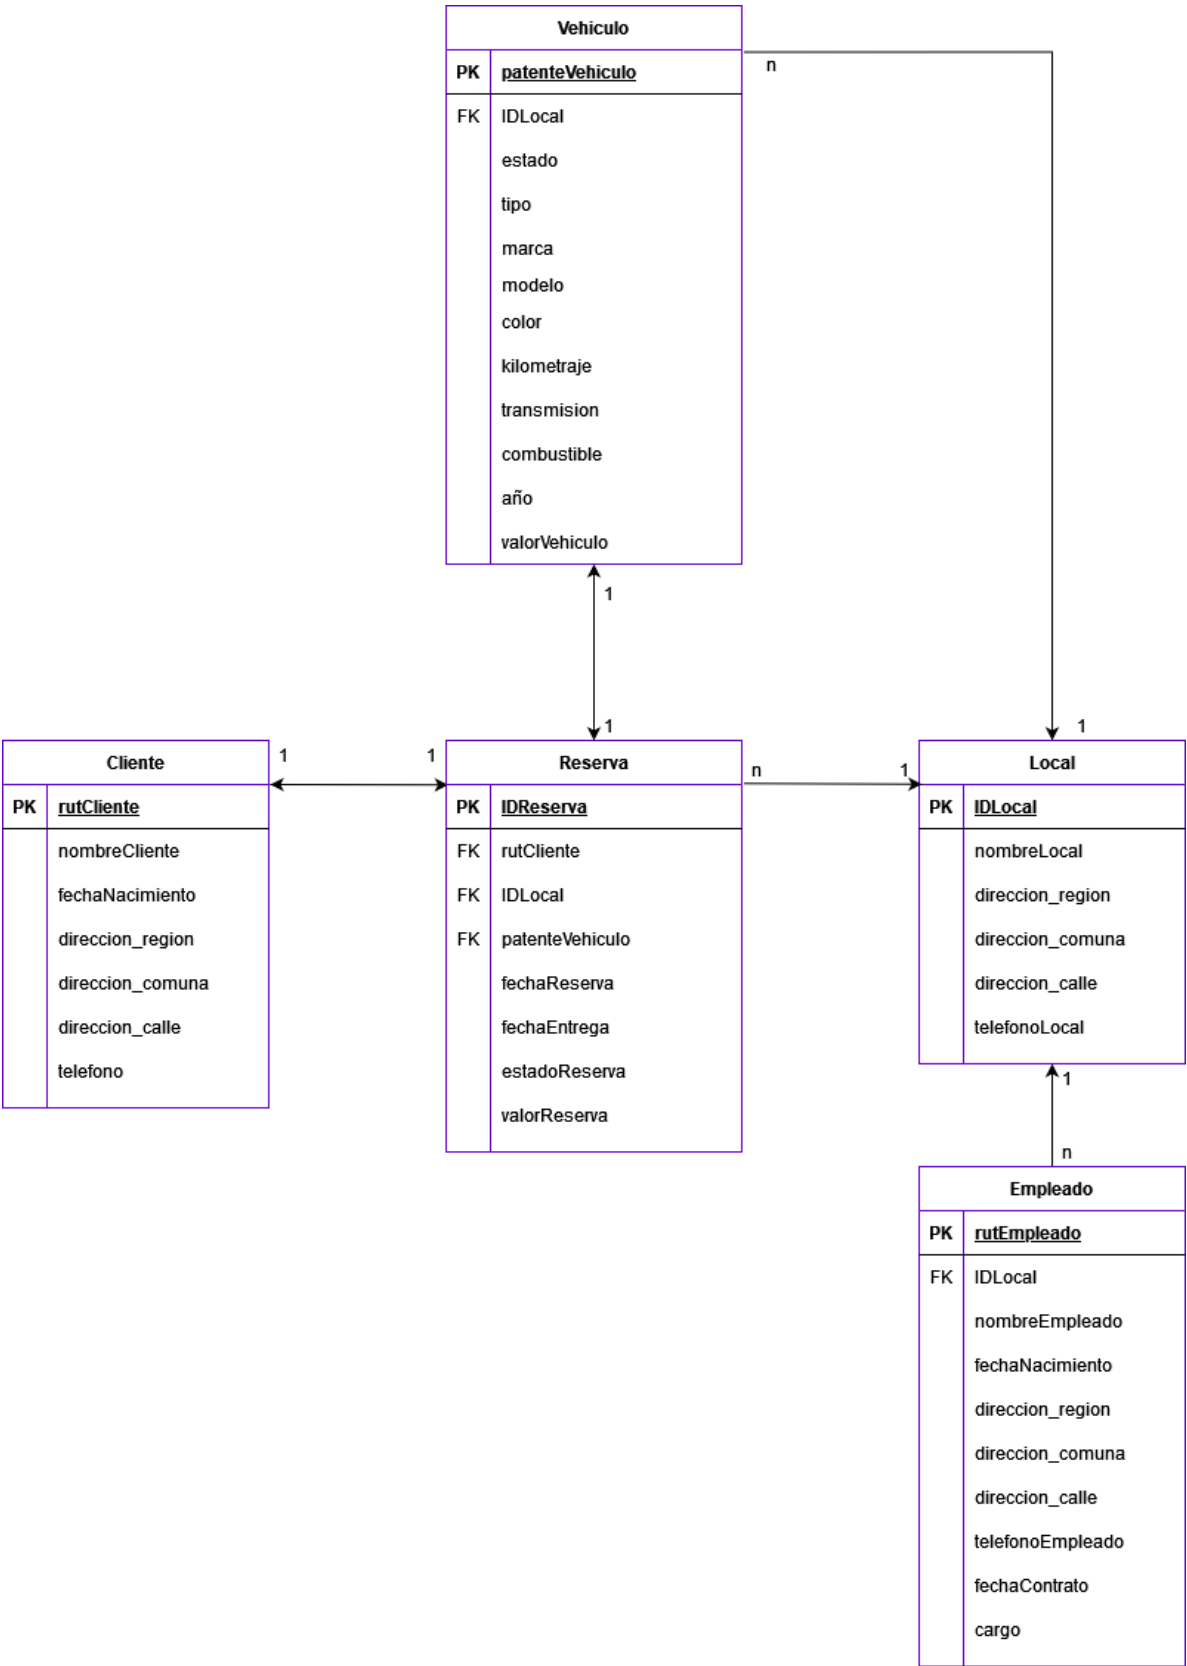 Vehiculo
PK patenteVehiculo
FK IDLocal
estado
tipo
marca
modelo
color
kilometraje
transmision
combustible
año
valorVehiculo
n
1
1
1
1
1
n
1
Cliente
PK rutCliente
nombreCliente
fechaNacimiento
direccion_region
direccion_comuna
direccion_calle
telefono
Reserva
PK IDReserva
FK rutCliente
FK IDLocal
FK patenteVehiculo
fechaReserva
fechaEntrega
estadoReserva
valorReserva
Local
PK IDLocal
nombreLocal
direccion_region
direccion_comuna
direccion_calle
telefonoLocal
1
n
Empleado
PK rutEmpleado
FK IDLocal
nombreEmpleado
fechaNacimiento
direccion_region
direccion_comuna
direccion_calle
telefonoEmpleado
fechaContrato
cargo